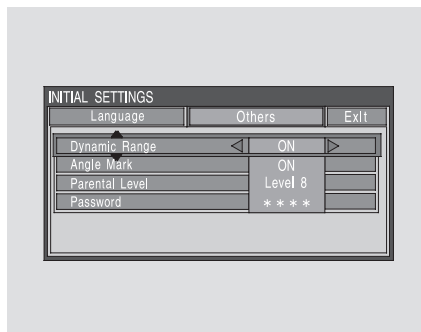 INITIAL SETTINGS
Language Others Exit
Dynamic Range ON
Angle Mark ON
Parental Level Level 8
Password ****